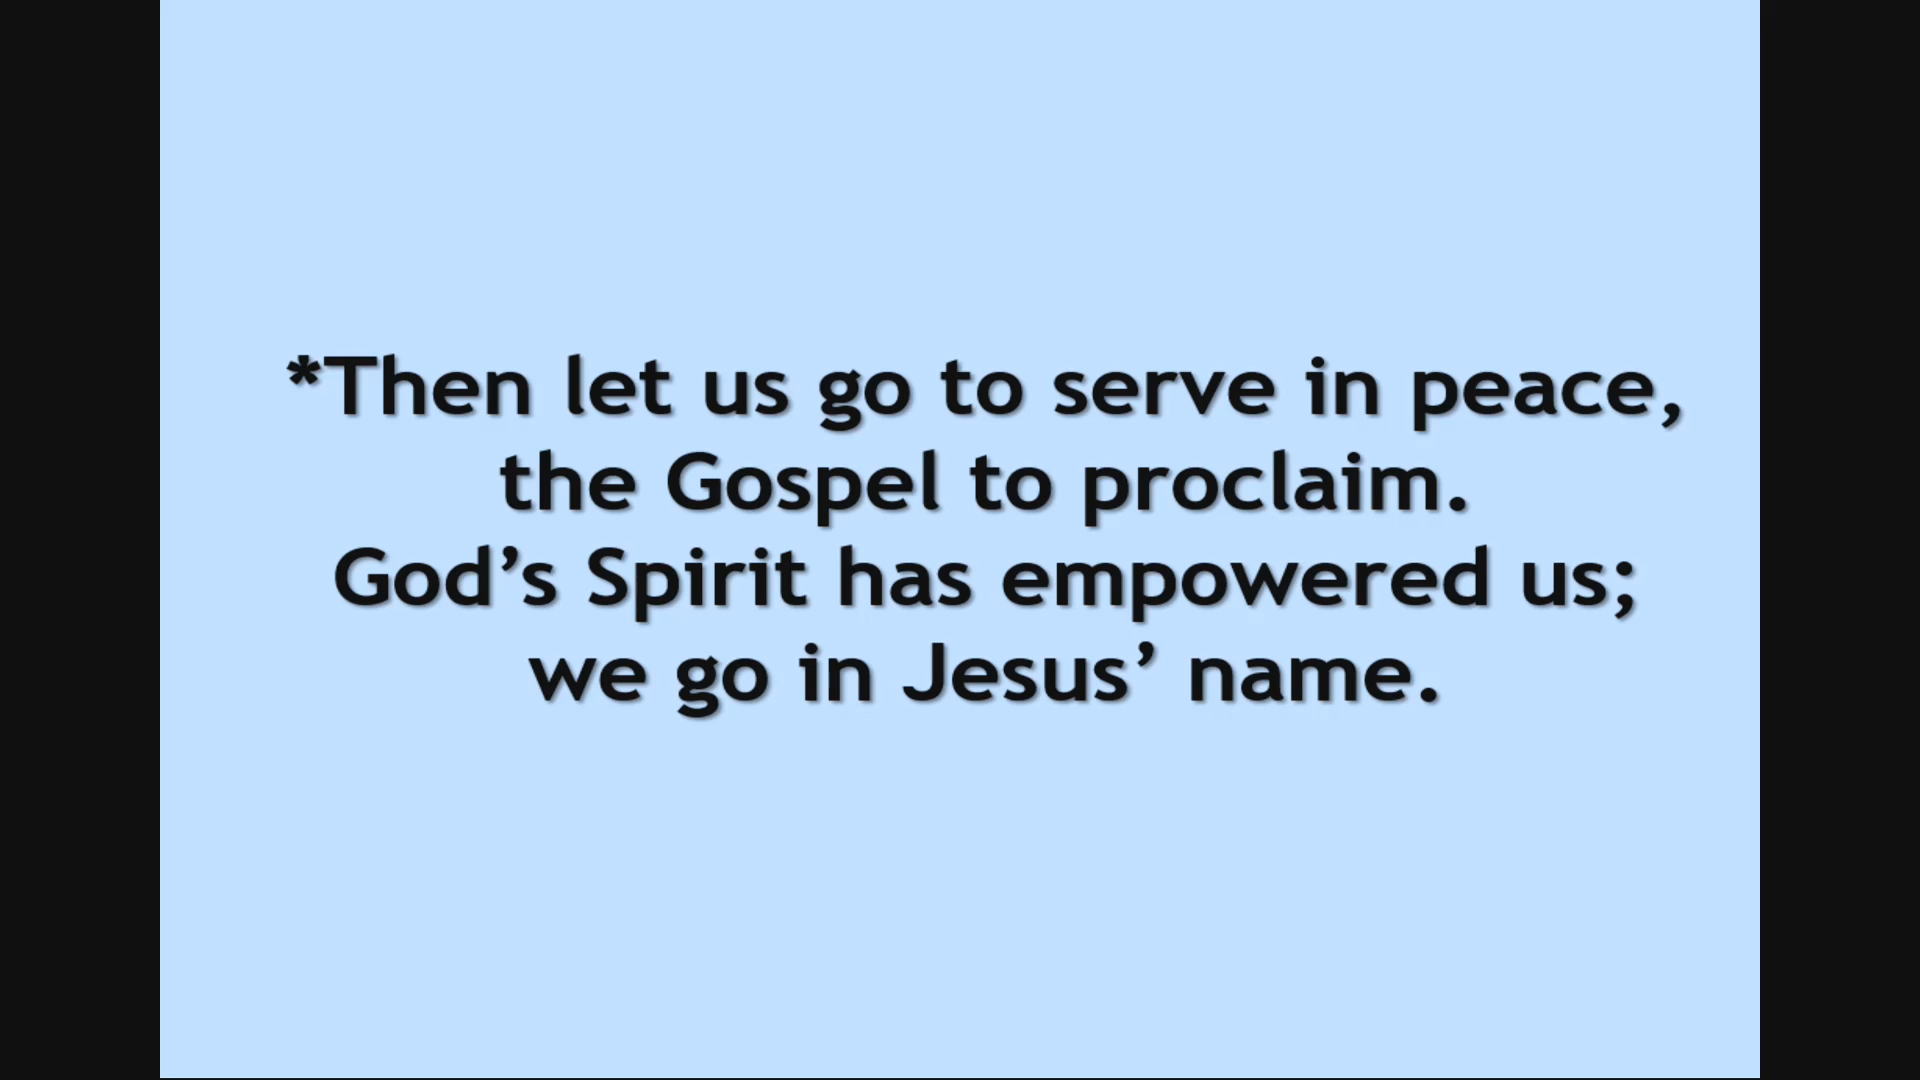 *Then let us go to serve in peace,
the Gospel to proclaim.
God’s Spirit has empowered us;
we go in Jesus’ name.